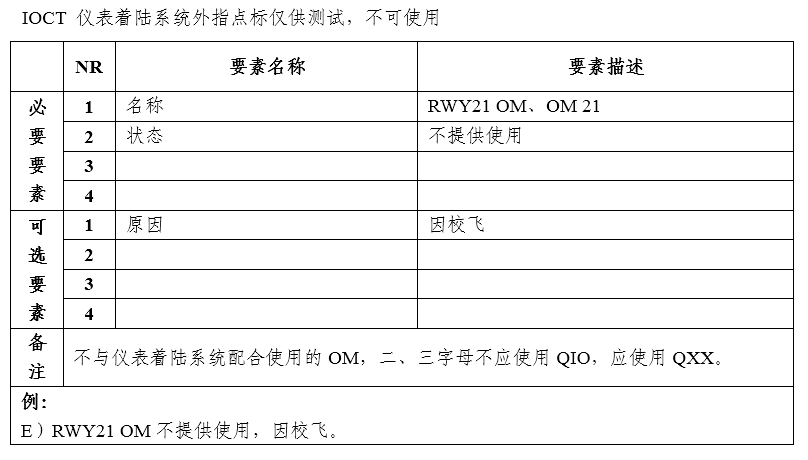 IOCT 仪表着陆系统外指点标仅供测试，不可使用
NR 要素名称 要素描述
必要要素
1 名称 RWY21 OM、OM 21
2 状态 不提供使用
3
4
可选要素
1 原因 因校飞
2
3
4
备注 不与仪表着陆系统配合使用的 OM，二、三字母不应使用 QIO，应使用 QXX。
例：
E）RWY21 OM 不提供使用，因校飞。